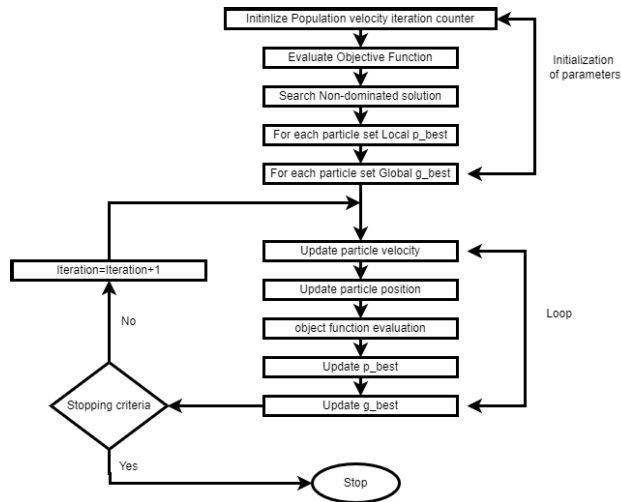 Initinlize Population velocity iteration counter
Evaluate Objective Function
Search Non-dominated solution
For each particle set Local p_best
For each particle set Global g_best
Initialization
of parameters
Update particle velocity
Iteration=Iteration+1
Update particle position
No
Loop
object function evaluation
Update p_best
Stopping criteria
Update g_best
Yes
Stop